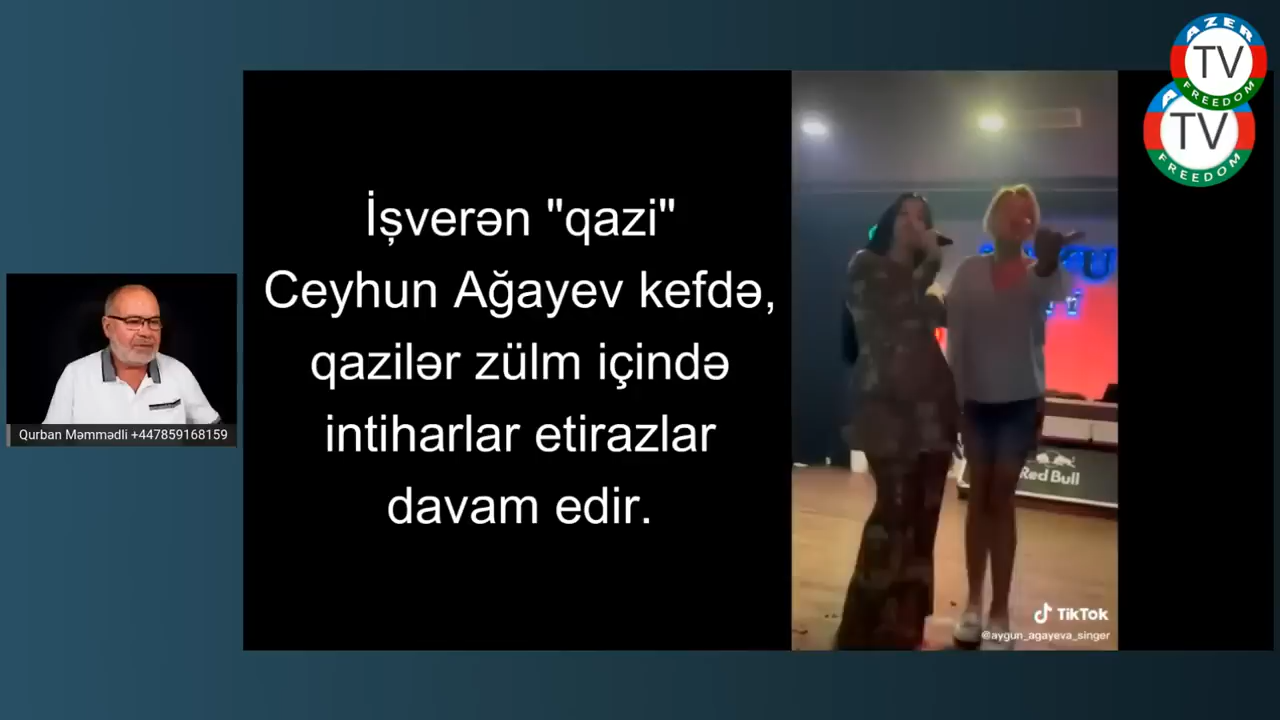 AZER
TV
FREEDOM
TV
FREEDOM
İşverən "qazi"
Ceyhun Ağayev kefdə,
qazilər zülm içində
intiharlar etirazlar
davam edir.
Qurban Məmmədli +447859168159
Red Bull
TikTok
@aygun_agayeva_singer